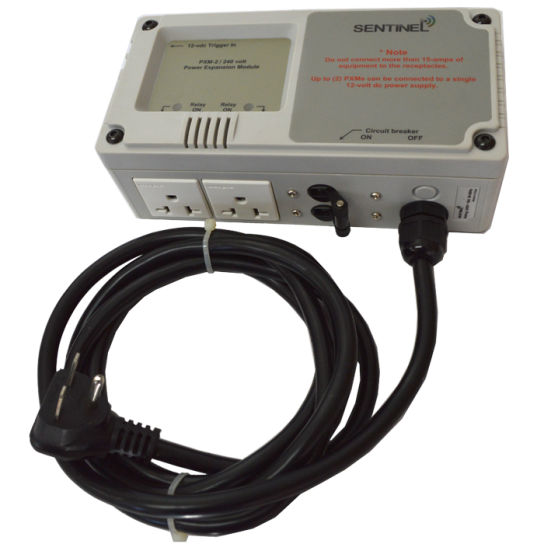 SENTINEL
12-vdc Trigger In
PXM-2 / 240 volt
Power Expansion Module
Relay Relay
ON ON
* Note
Do not connect more than 15-amps of
equipment to the receptacles.
Up to (2) PXMs can be connected to a single
12-volt dc power supply.
Circuit breaker
ON OFF
SENTINEL